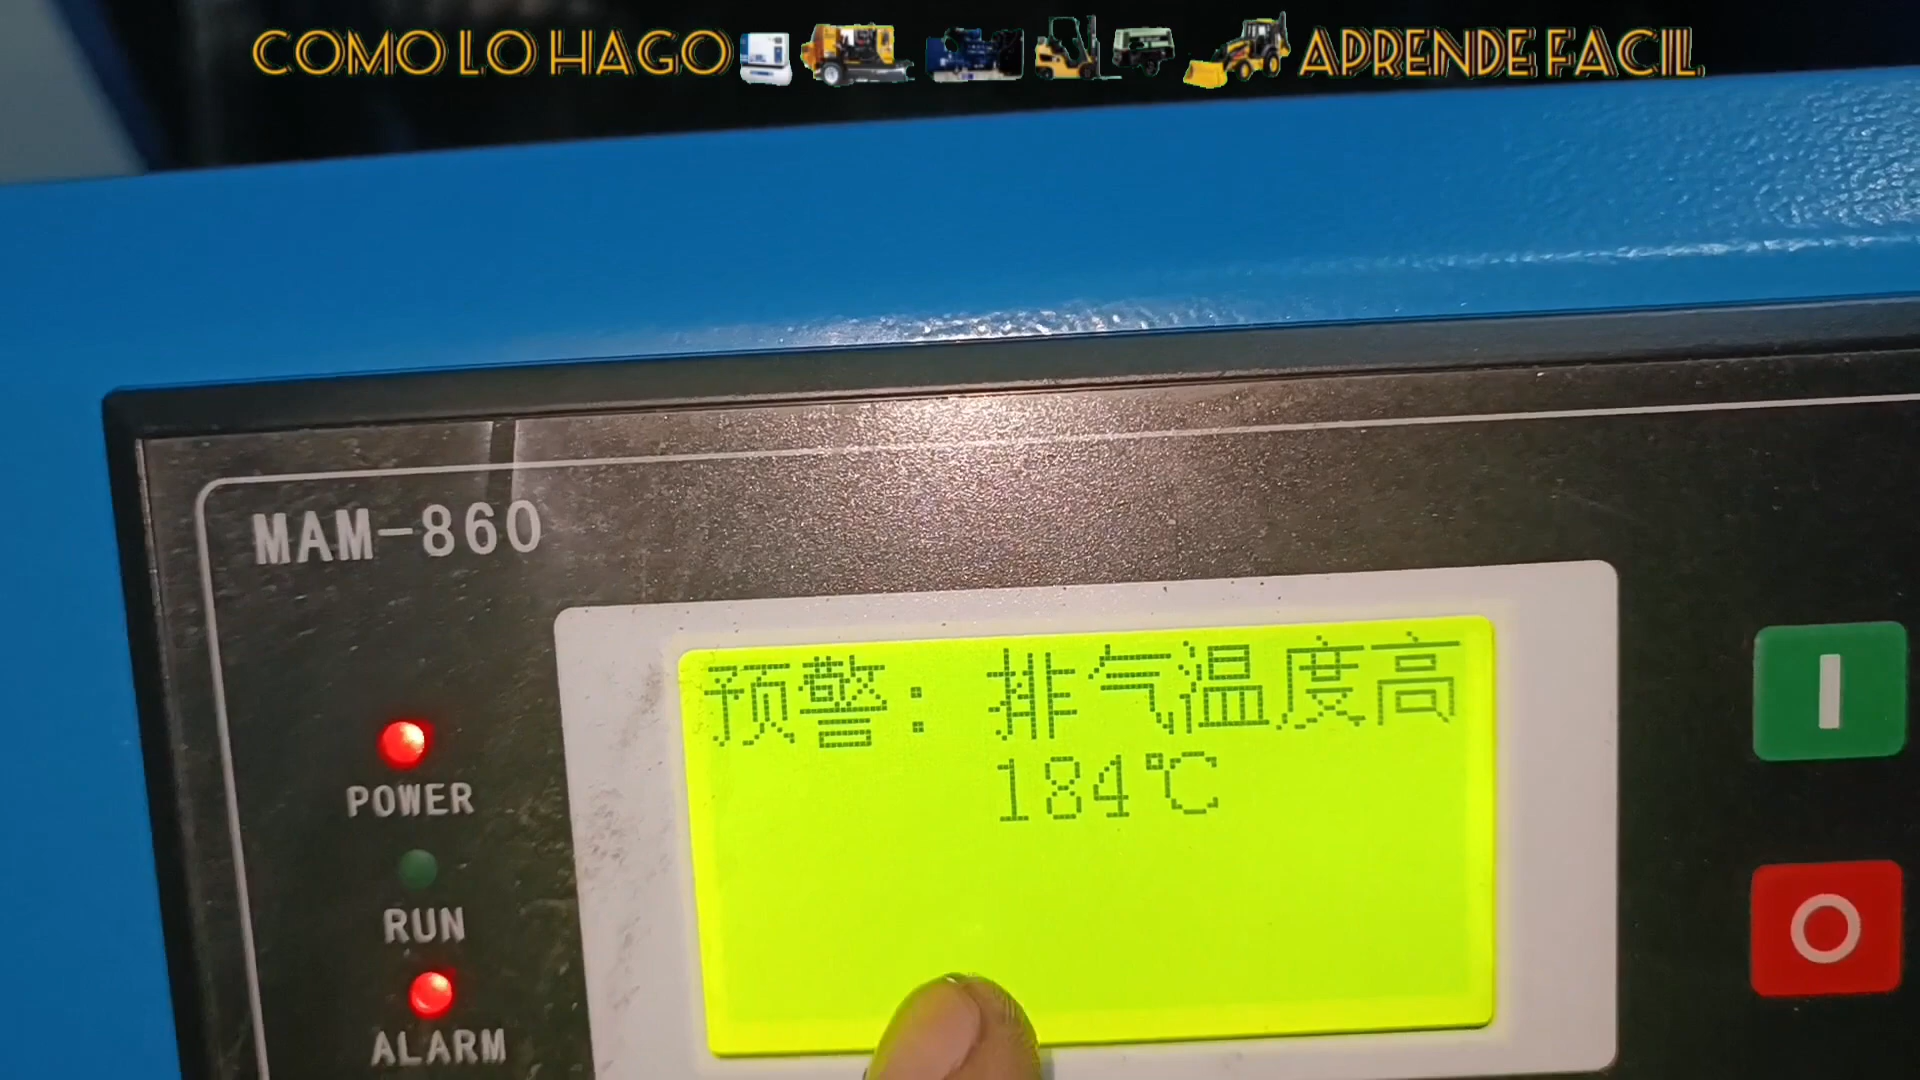 COMO LO HAGO APRENDE FACIL
MAM-860
预警：排气温度高
184℃
POWER
RUN
ALARM